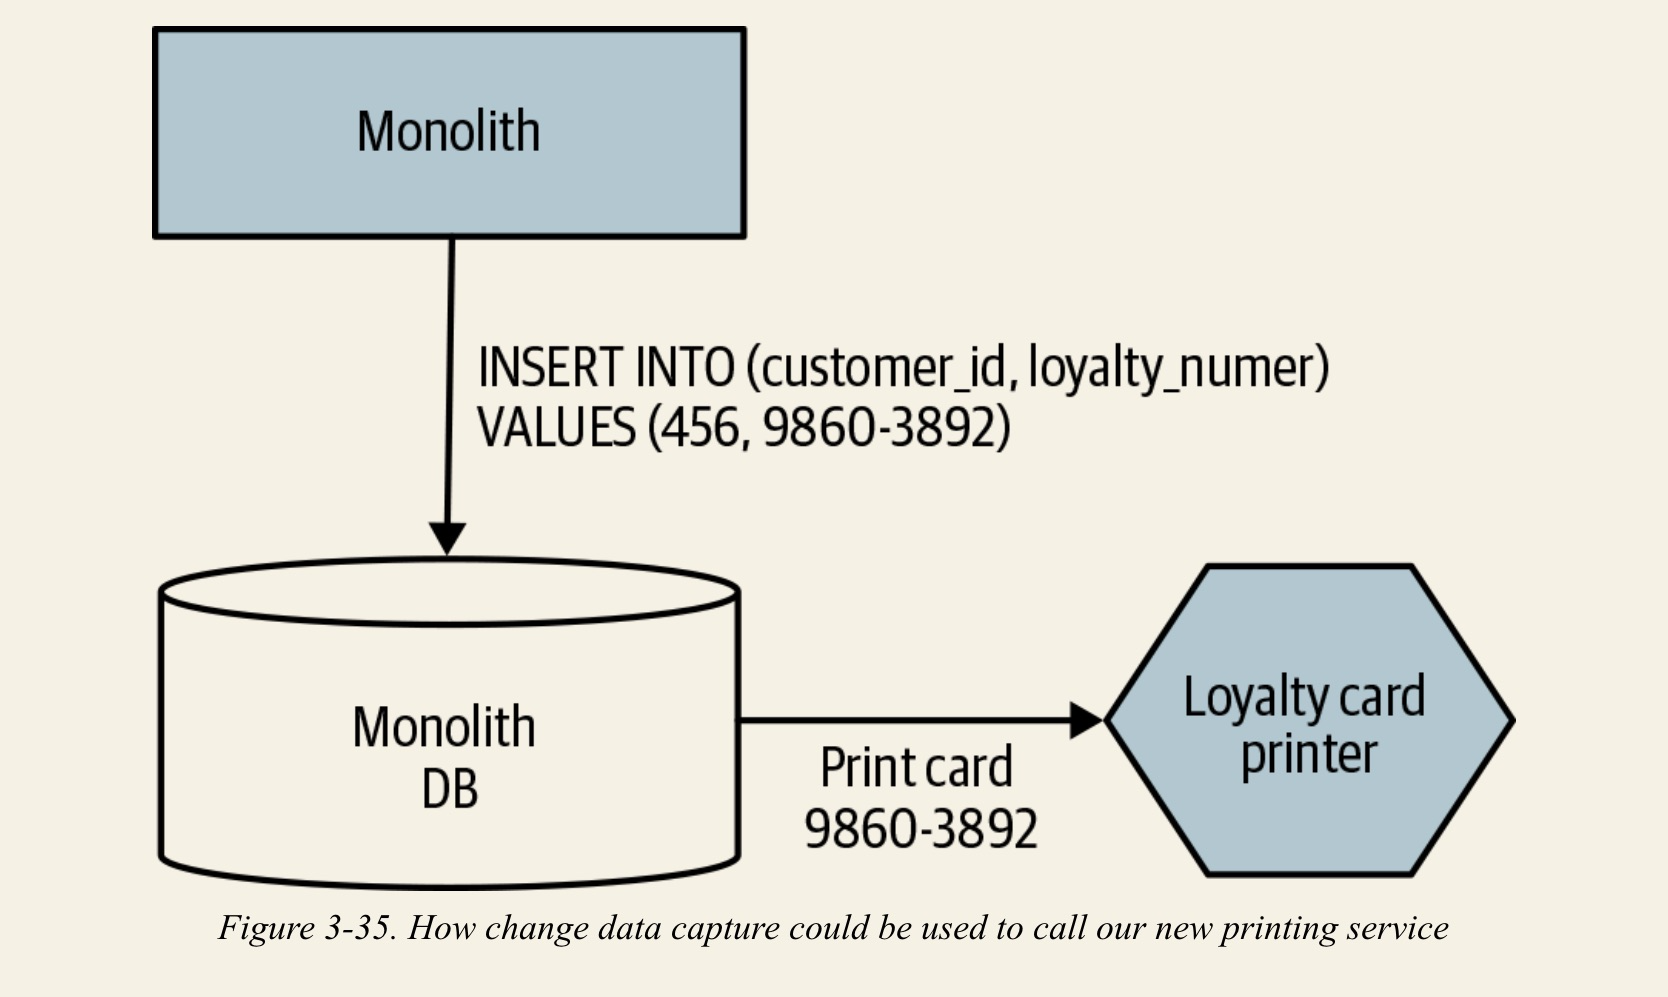 Monolith
INSERT INTO (customer_id, loyalty_numer)
VALUES (456, 9860-3892)
Monolith
DB
Print card
9860-3892
Loyalty card
printer
Figure 3-35. How change data capture could be used to call our new printing service